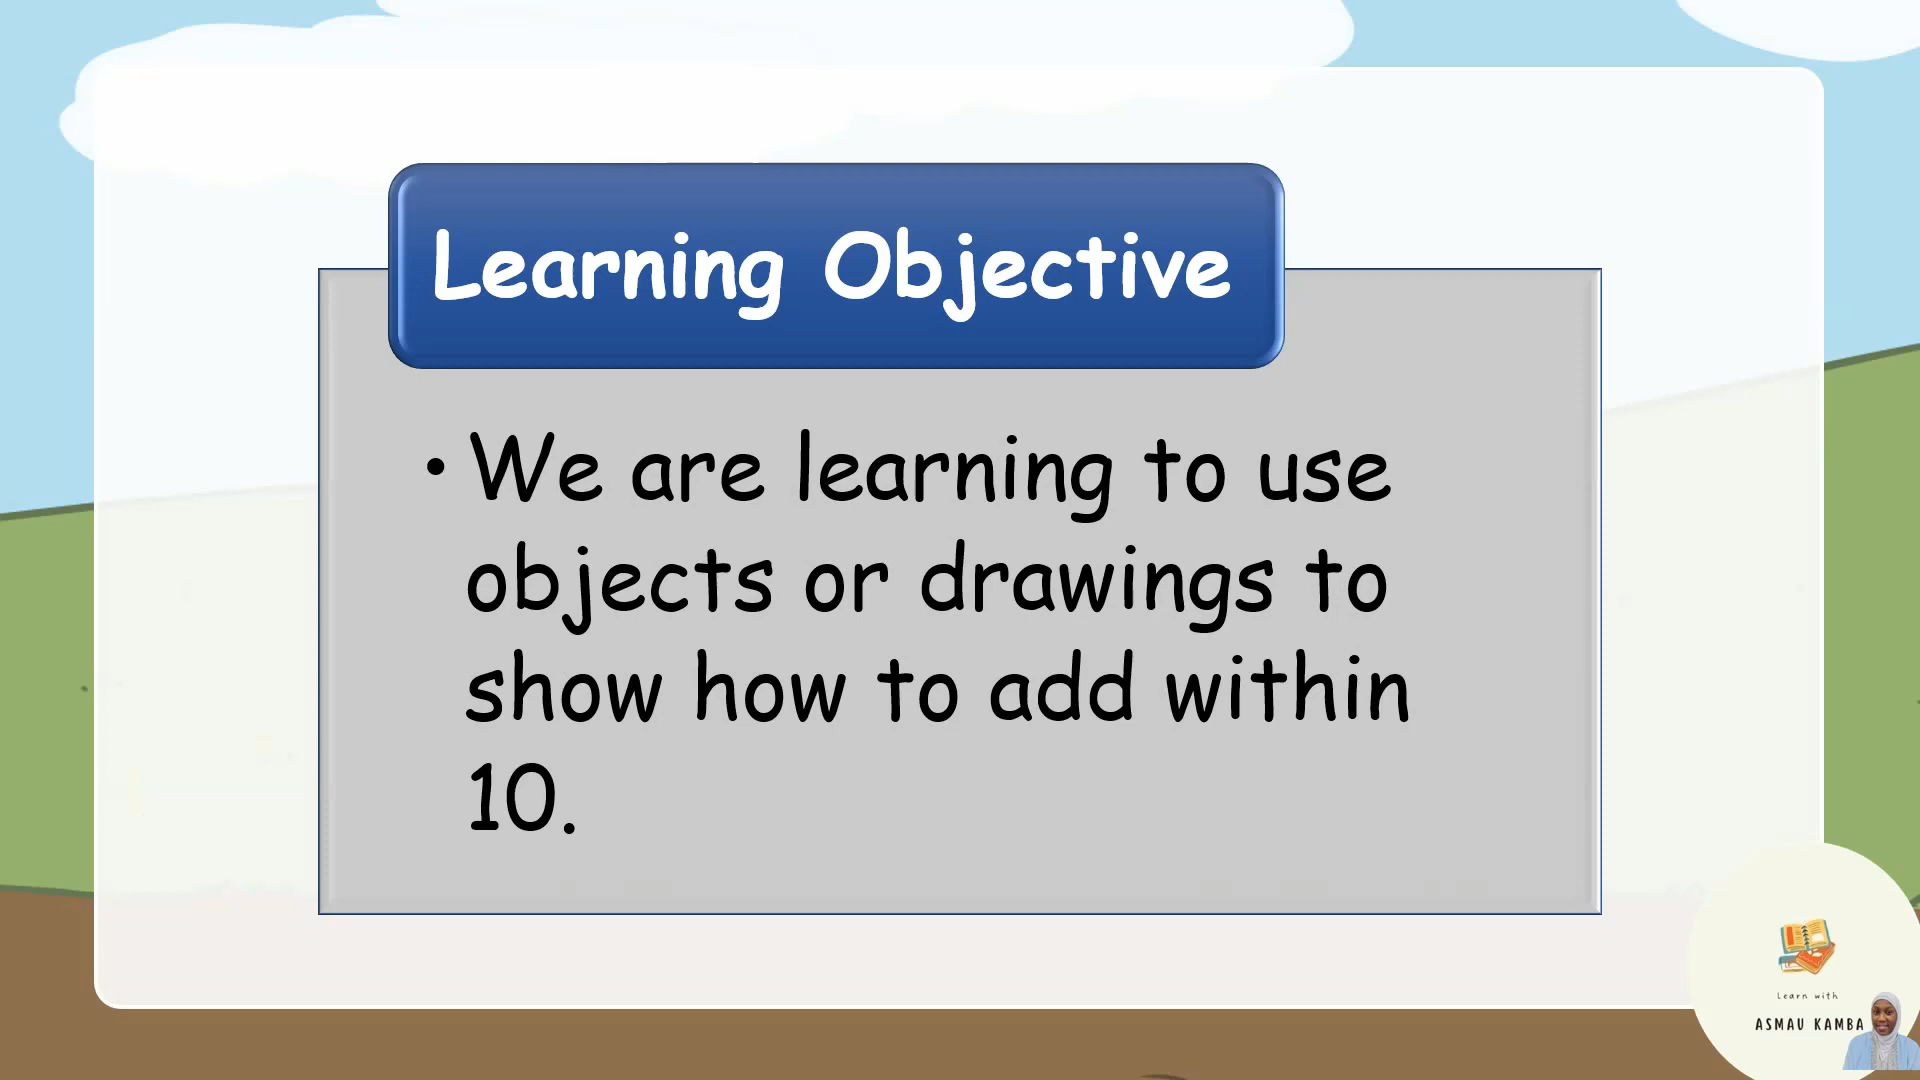 Learning Objective
• We are learning to use
objects or drawings to
show how to add within
10.
Learn with
ASMAU KAMBA